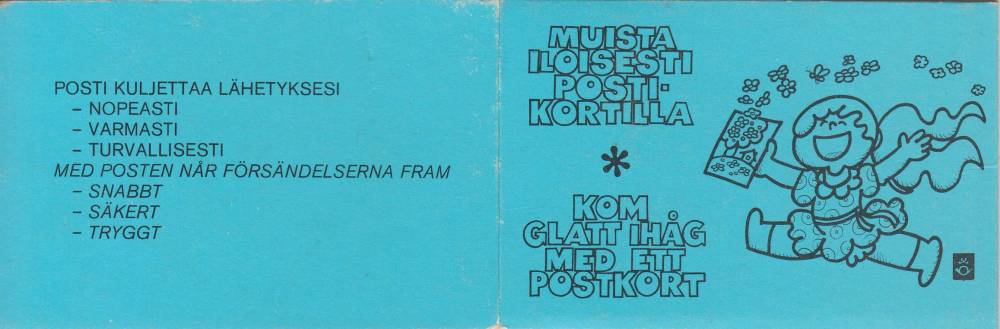 POSTI KULJETTAA LÄHETYKSESI
– NOPEASTI
– VARMASTI
– TURVALLISESTI
MED POSTEN NÅR FÖRSÄNDELSERNA FRAM
– SNABBT
– SÄKERT
– TRYGGT
MUISTA
ILOISESTI
POSTI-
KORTILLA
*
KOM
GLATT IHÅG
MED ETT
POSTKORT